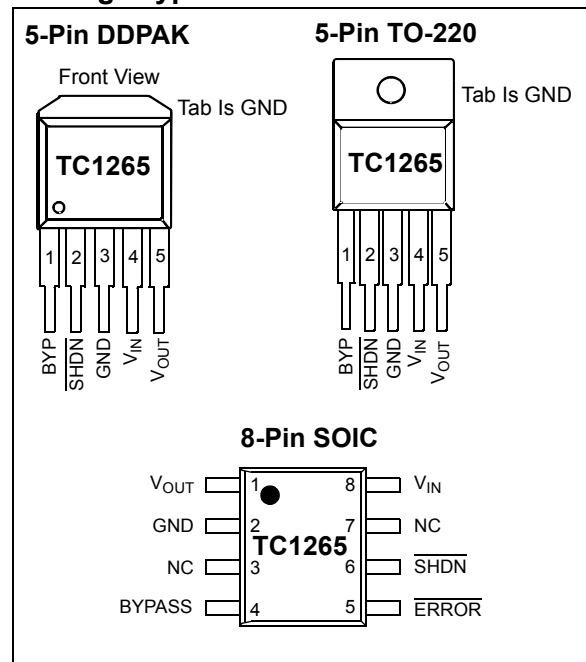 5-Pin DDPAK
5-Pin TO-220
Front View
Tab Is GND
Tab Is GND
TC1265
TC1265
1 2 3 4 5
1 2 3 4 5
BYP SHDN GND VIN VOUT
BYP SHDN GND VIN VOUT
8-Pin SOIC
VOUT 1 8 VIN
GND 2 7 NC
TC1265
NC 3 6 SHDN
BYPASS 4 5 ERROR